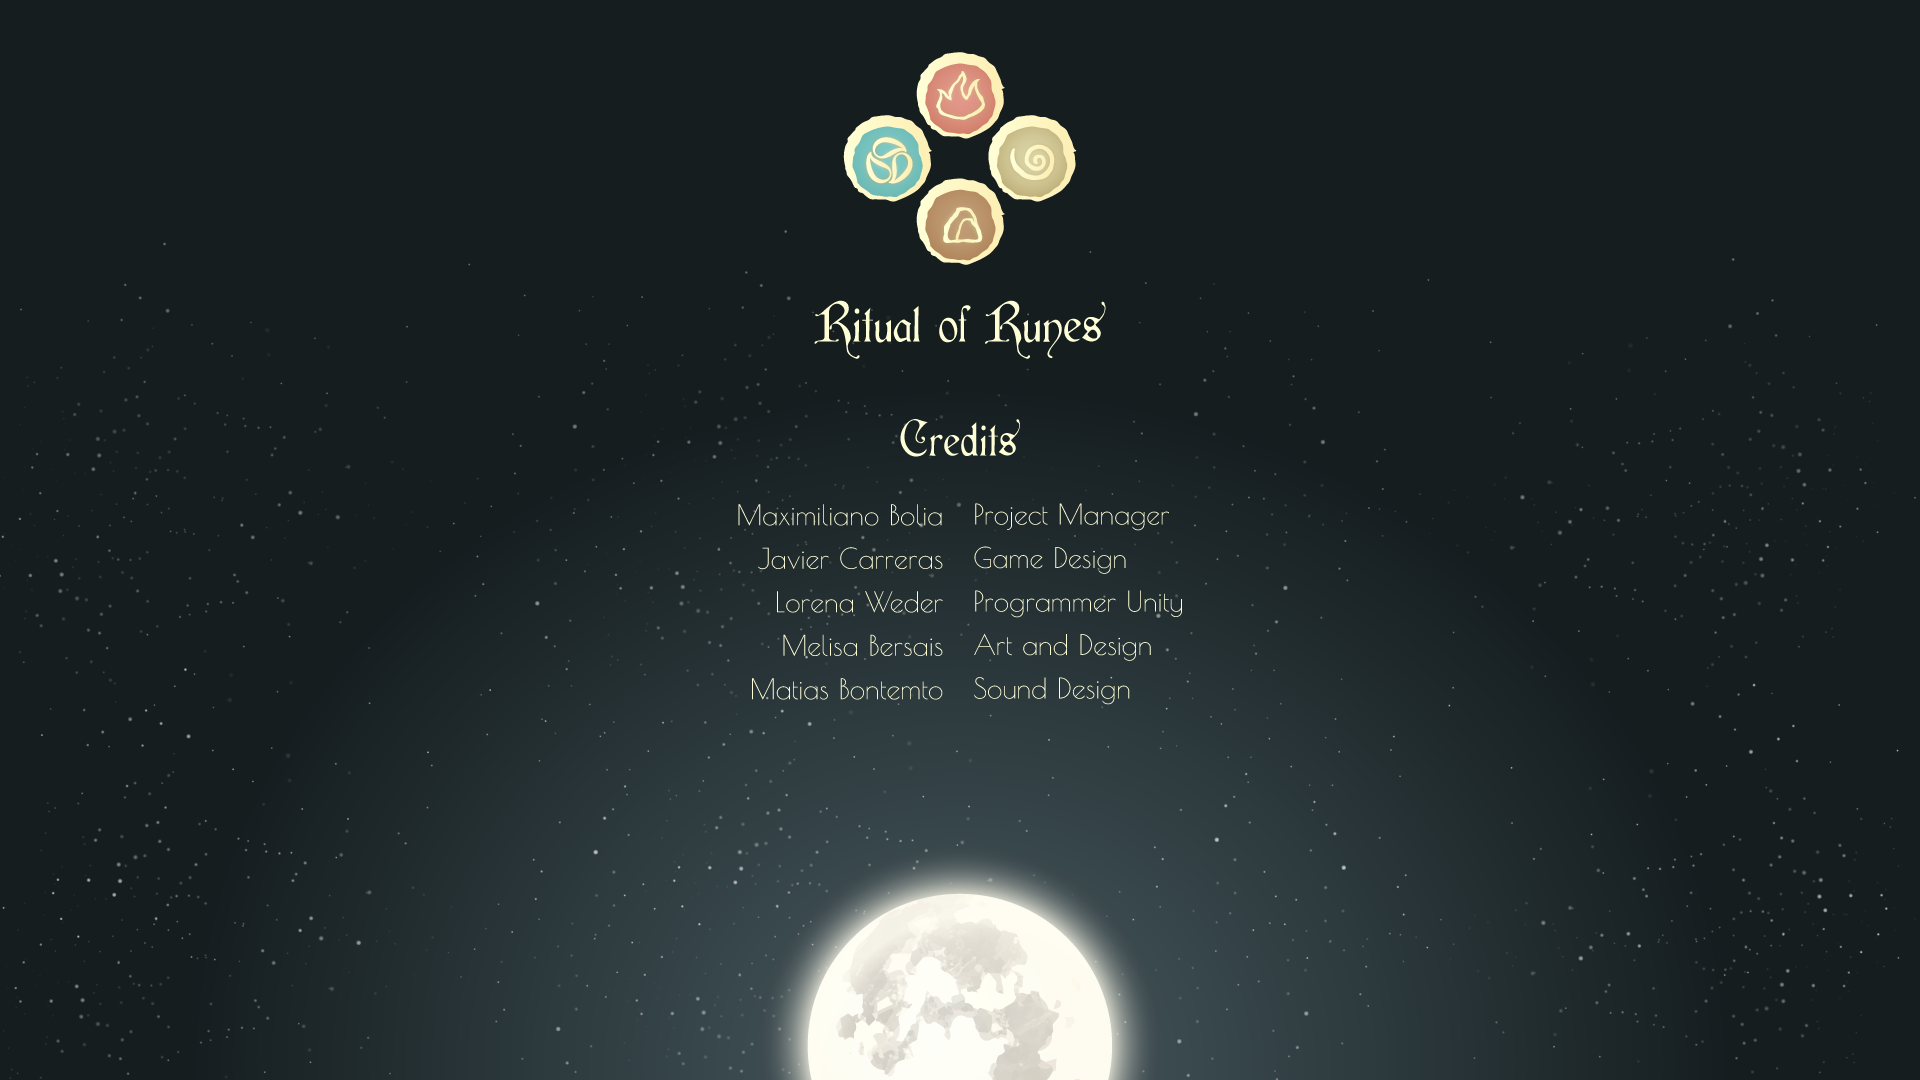 Ritual of Runes
Credits
Maximiliano Bolia Project Manager
Javier Carreras Game Design
Lorena Weder Programmer Unity
Melisa Bersais Art and Design
Matias Bontemto Sound Design